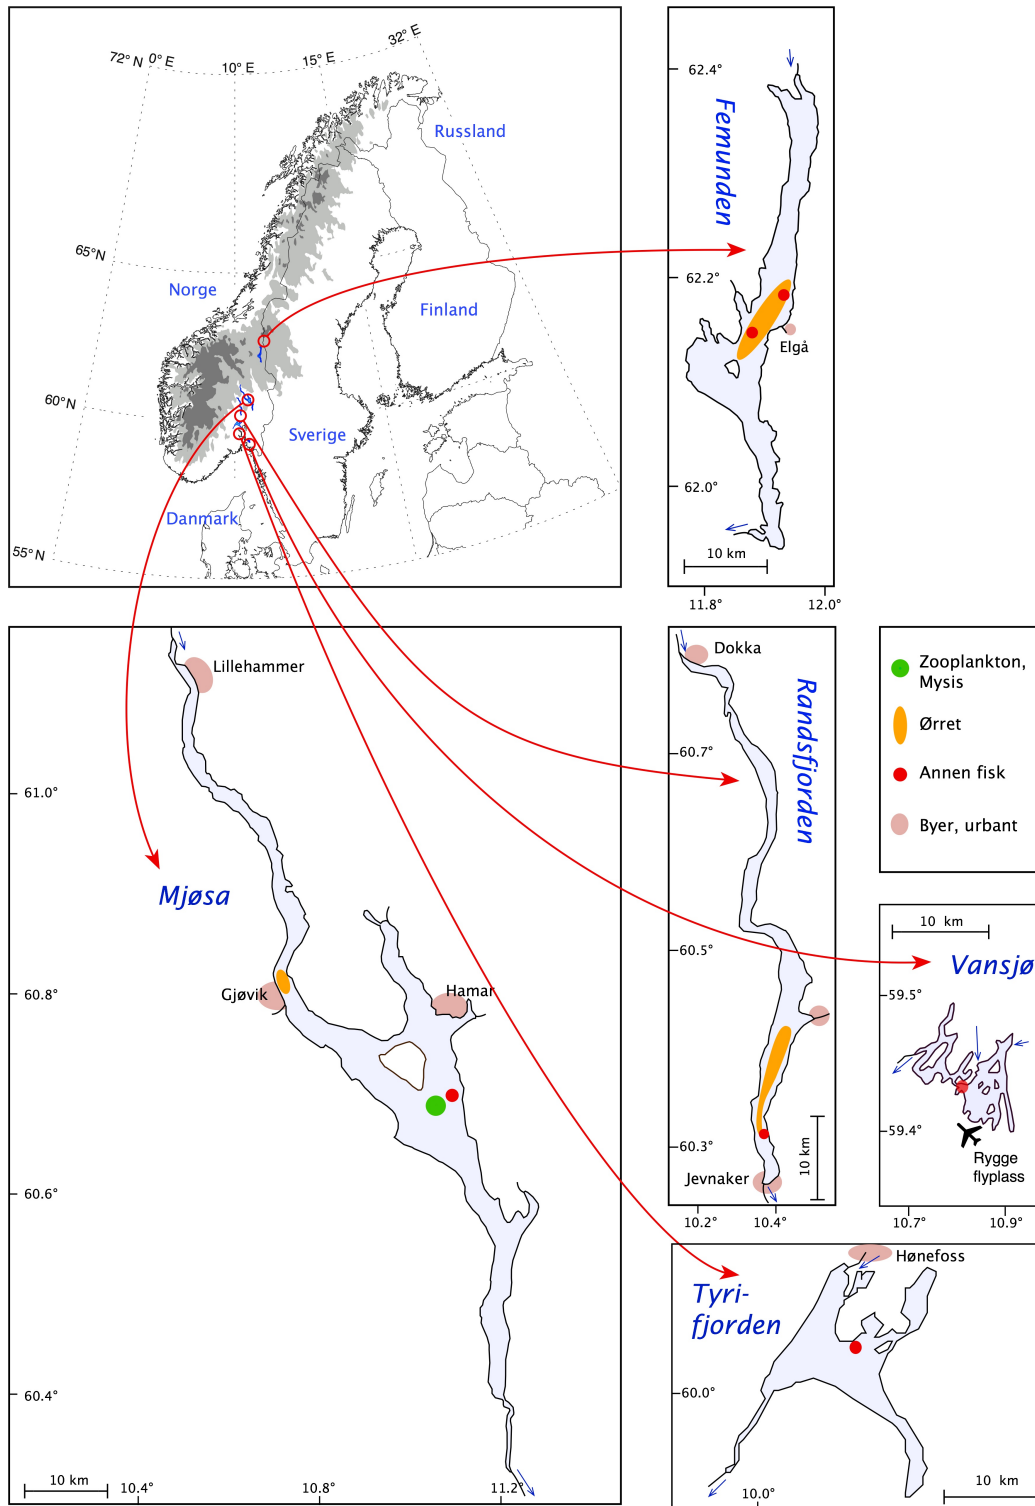 72° N
0° E
10° E
15° E
32° E
65°N
60°N
55°N
Russland
Norge
Finland
Sverige
Danmark
62.4°
Femunden
62.2°
Elgå
62.0°
10 km
11.8°
12.0°
Lillehammer
61.0°
Mjøsa
60.8°
Gjøvik
Hamar
60.6°
60.4°
10 km
10.4°
10.8°
11.2°
Dokka
Randsfjorden
60.7°
60.5°
60.3°
Jevnaker
10 km
10.2°
10.4°
Zooplankton,
Mysis
Ørret
Annen fisk
Byer, urbant
10 km
Vansjø
59.5°
59.4°
Rygge
flyplass
10.7°
10.9°
Hønefoss
Tyri-
fjorden
60.0°
10.0°
10 km